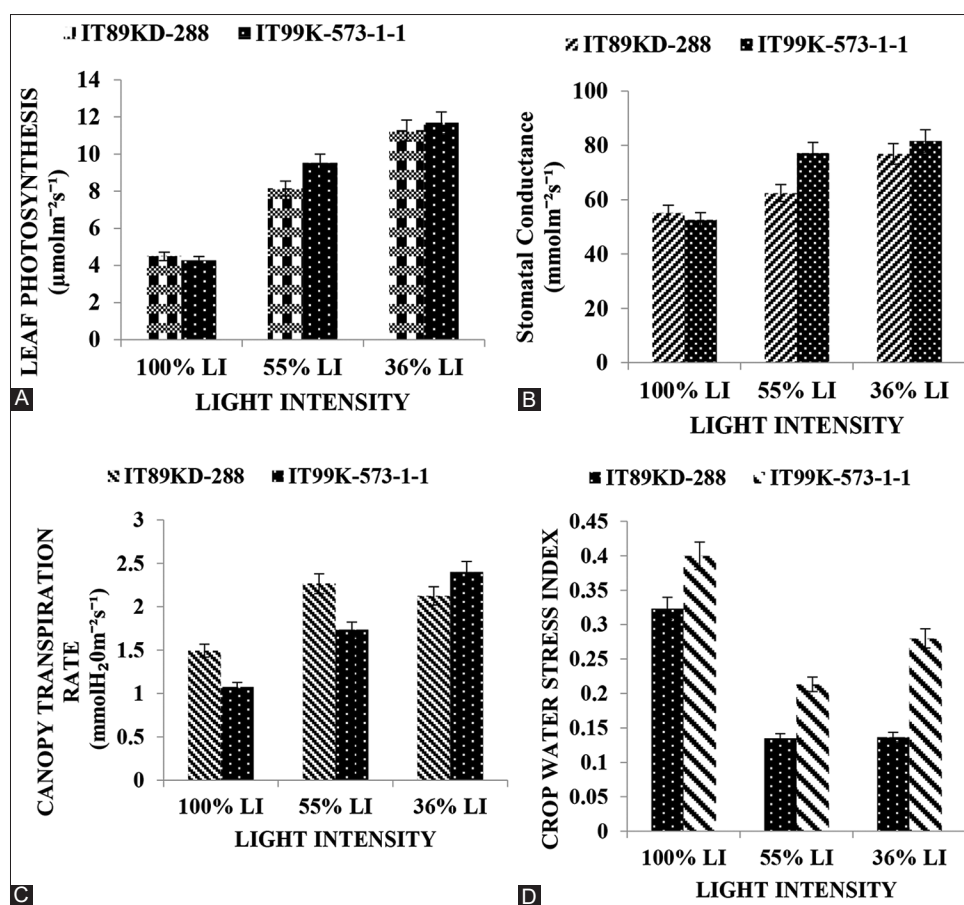 IT89KD-288 IT99K-573-1-1
LEAF PHOTOSYNTHESIS
(µmolm⁻²s⁻¹)
14
12
10
8
6
4
2
0
100% LI 55% LI 36% LI
LIGHT INTENSITY
A
IT89KD-288 IT99K-573-1-1
Stomatal Conductance
(mmolm⁻²s⁻¹)
100
80
60
40
20
0
100% LI 55% LI 36% LI
LIGHT INTENSITY
B
IT89KD-288 IT99K-573-1-1
CANOPY TRANSPIRATION
RATE
(mmolH₂0m⁻²s⁻¹)
3
2.5
2
1.5
1
0.5
0
100% LI 55% LI 36% LI
LIGHT INTENSITY
C
IT89KD-288 IT99K-573-1-1
CROP WATER STRESS INDEX
0.45
0.4
0.35
0.3
0.25
0.2
0.15
0.1
0.05
0
100% LI 55% LI 36% LI
LIGHT INTENSITY
D